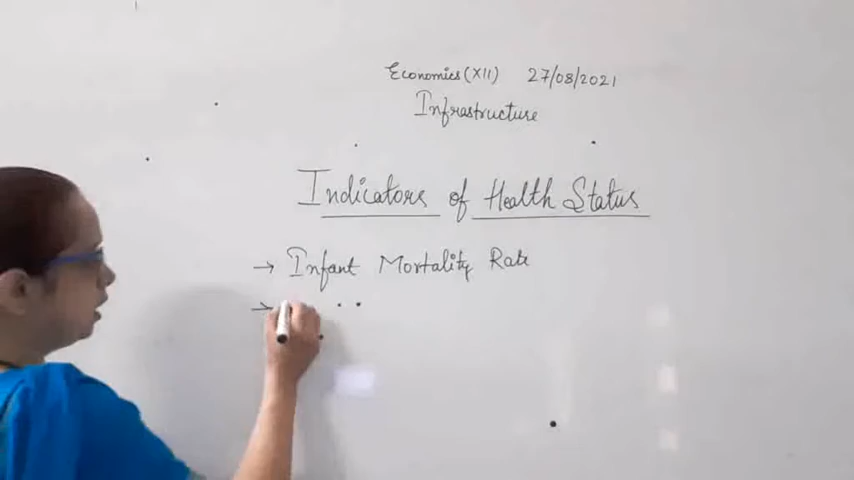 Economics (XII) 27/08/2021
Infrastructure
Indicators of Health Status
→ Infant Mortality Rate
→